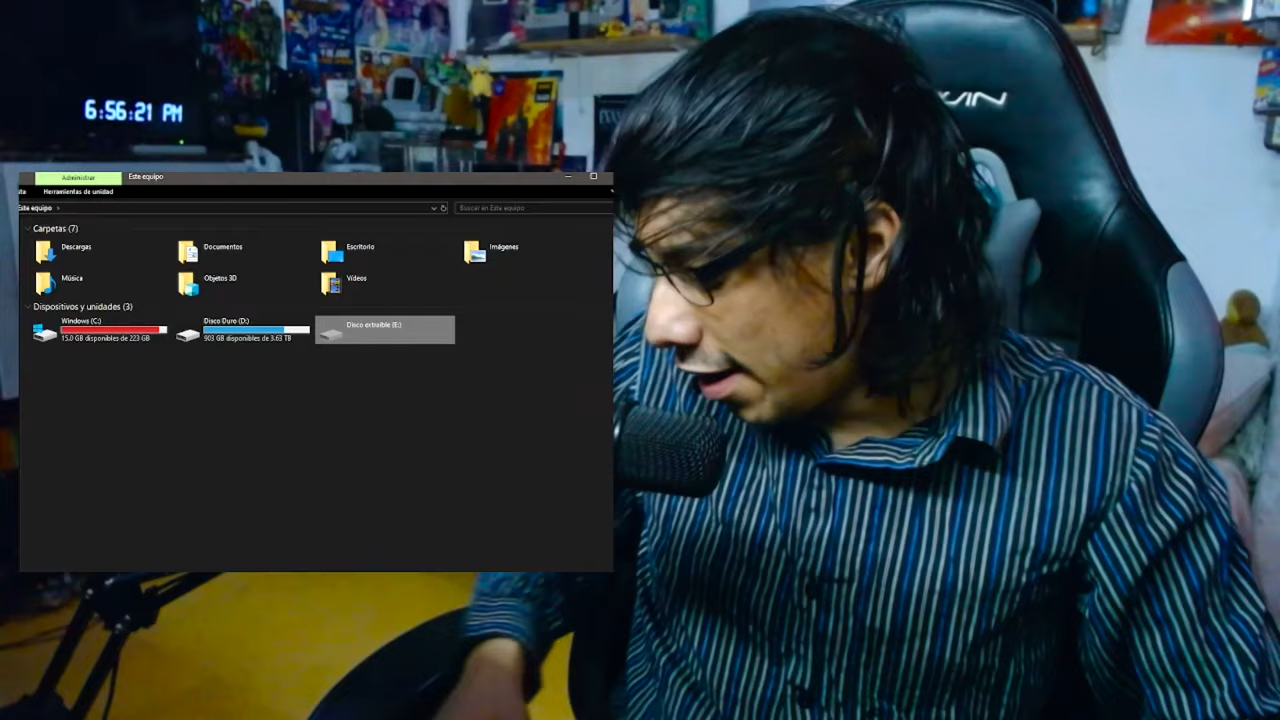 6:56:21 PM
Administrar
Este equipo
Herramientas de unidad
Este equipo
Buscar en Este equipo
Carpetas (7)
Descargas
Documentos
Escritorio
Imágenes
Música
Objetos 3D
Vídeos
Dispositivos y unidades (3)
Windows (C:)
15.0 GB disponibles de 223 GB
Disco Duro (D:)
903 GB disponibles de 3.63 TB
Disco extraíble (E:)